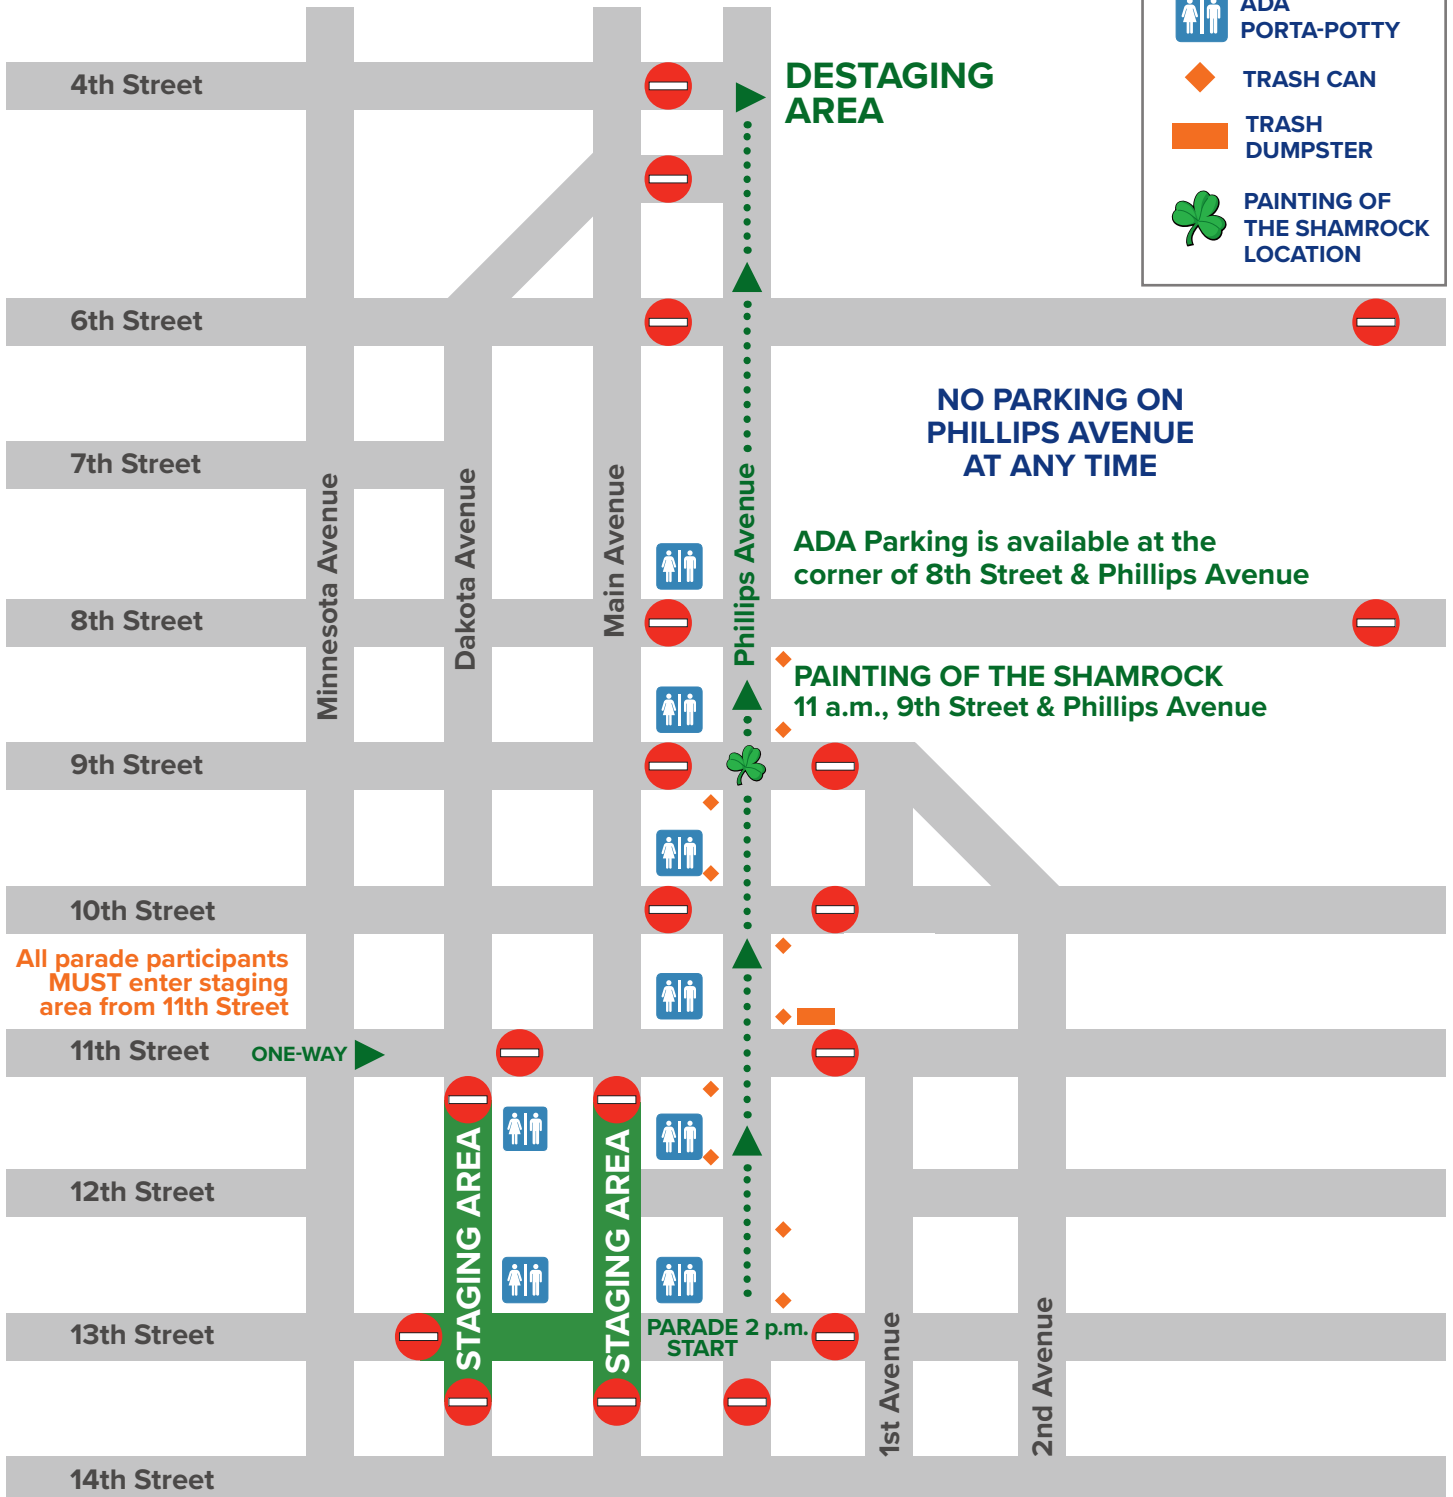 ADA
PORTA-POTTY
TRASH CAN
TRASH
DUMPSTER
PAINTING OF
THE SHAMROCK
LOCATION
4th Street
DESTAGING
AREA
6th Street
NO PARKING ON
PHILLIPS AVENUE
AT ANY TIME
7th Street
Minnesota Avenue
Dakota Avenue
Main Avenue
Phillips Avenue
ADA Parking is available at the
corner of 8th Street & Phillips Avenue
8th Street
PAINTING OF THE SHAMROCK
11 a.m., 9th Street & Phillips Avenue
9th Street
10th Street
All parade participants
MUST enter staging
area from 11th Street
11th Street
ONE-WAY
STAGING AREA
STAGING AREA
12th Street
13th Street
PARADE 2 p.m.
START
1st Avenue
2nd Avenue
14th Street